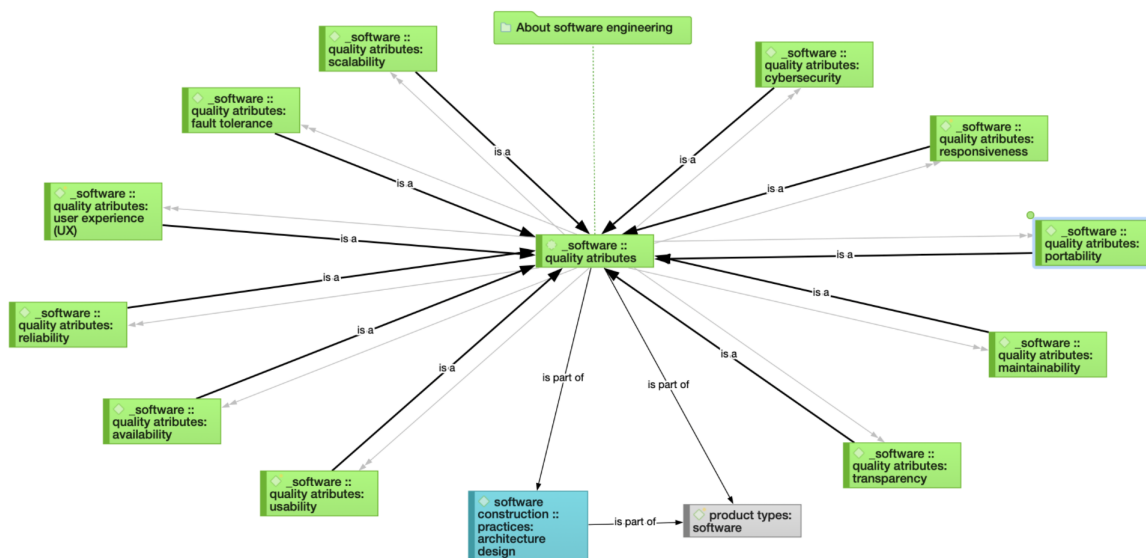 About software engineering
_software ::
quality atributes:
scalability
_software ::
quality atributes:
cybersecurity
_software ::
quality atributes:
fault tolerance
_software ::
quality atributes:
responsiveness
is a
is a
is a
is a
_software ::
quality atributes:
user experience
(UX)
is a
_software ::
quality atributes
_software ::
quality atributes:
portability
is a
is a
is a
_software ::
quality atributes:
reliability
is a
is a
is a
_software ::
quality atributes:
maintainability
is part of
is part of
_software ::
quality atributes:
availability
_software ::
quality atributes:
transparency
_software ::
quality atributes:
usability
software
construction ::
practices:
architecture
design
is part of
product types:
software